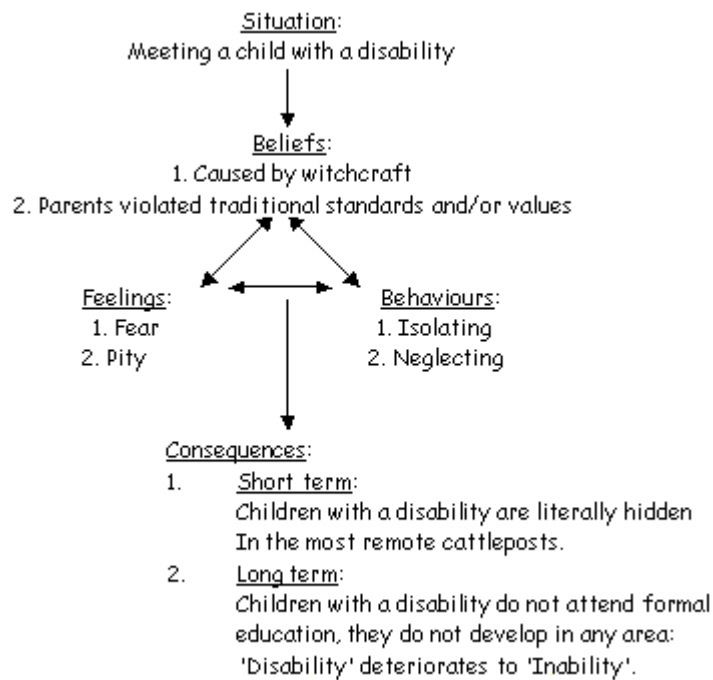 Situation:
Meeting a child with a disability
Beliefs:
1. Caused by witchcraft
2. Parents violated traditional standards and/or values
Feelings:
1. Fear
2. Pity
Behaviours:
1. Isolating
2. Neglecting
Consequences:
1. Short term:
Children with a disability are literally hidden
In the most remote cattleposts.
2. Long term:
Children with a disability do not attend formal
education, they do not develop in any area:
'Disability' deteriorates to 'Inability'.